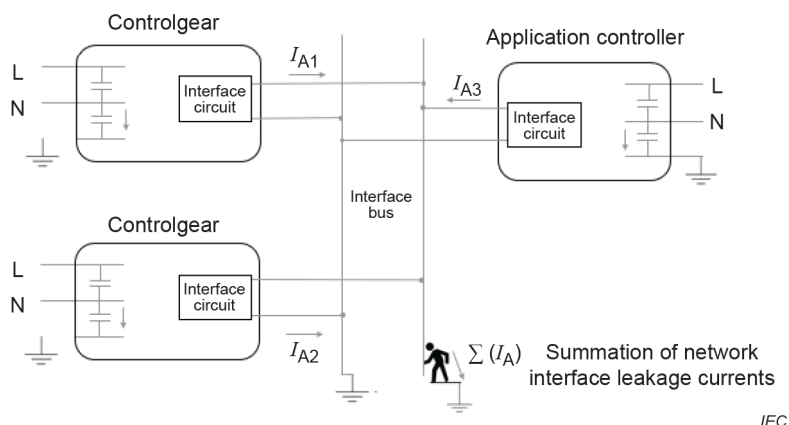 Controlgear
Application controller
I_A1
I_A3
L
N
Interface
circuit
Interface
circuit
L
N
Interface
bus
Controlgear
L
N
Interface
circuit
I_A2
∑ (I_A)
Summation of network
interface leakage currents
IEC